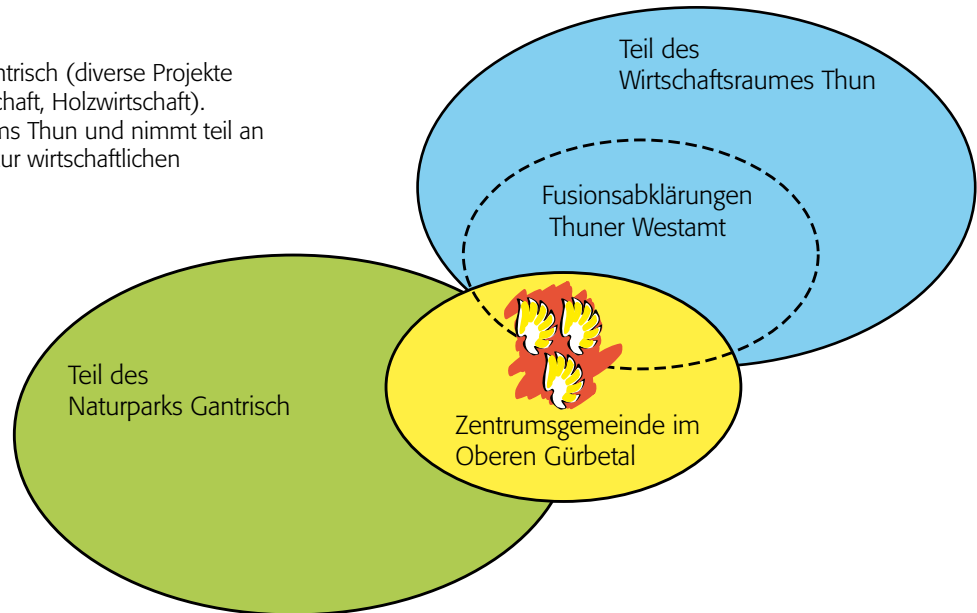 ntrisch (diverse Projekte
chaft, Holzwirtschaft).
ms Thun und nimmt teil an
ur wirtschaftlichen
Teil des
Wirtschaftsraumes Thun
Fusionsabklärungen
Thuner Westamt
Teil des
Naturparks Gantrisch
Zentrumsgemeinde im
Oberen Gürbetal